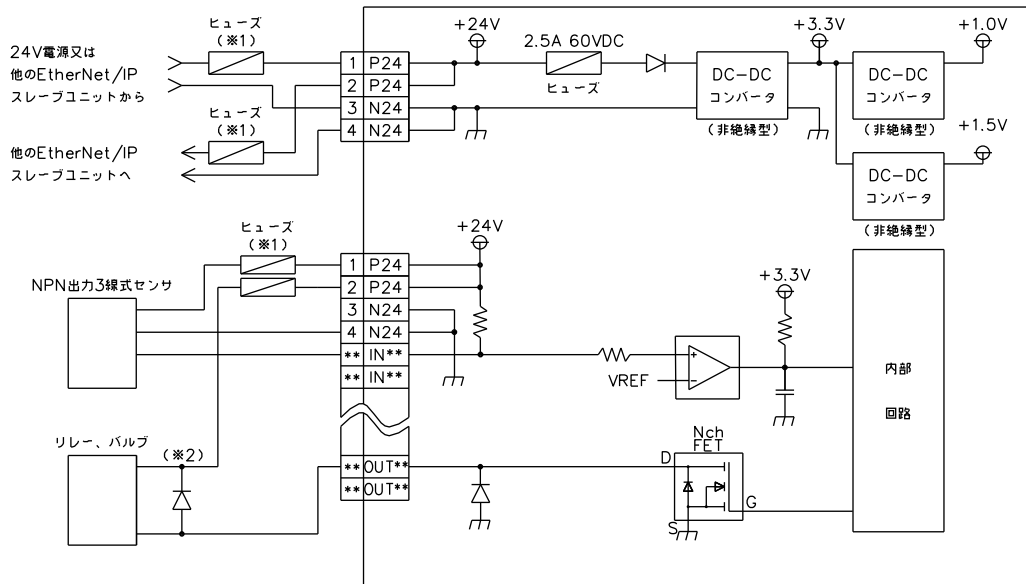 24V電源又は
他のEtherNet/IP
スレーブユニットから
ヒューズ
(※1)
ヒューズ
(※1)
他のEtherNet/IP
スレーブユニットへ
1 P24
2 P24
3 N24
4 N24
+24V
2.5A 60VDC
ヒューズ
DC-DC
コンバータ
(非絶縁型)
+3.3V
DC-DC
コンバータ
(非絶縁型)
+1.0V
+1.5V
DC-DC
コンバータ
(非絶縁型)
ヒューズ
(※1)
NPN出力3線式センサ
1 P24
2 P24
3 N24
4 N24
** IN**
** IN**
+24V
VREF
+
-
+3.3V
内部
回路
リレー、バルブ
(※2)
** OUT**
** OUT**
Nch
FET
D
G
S